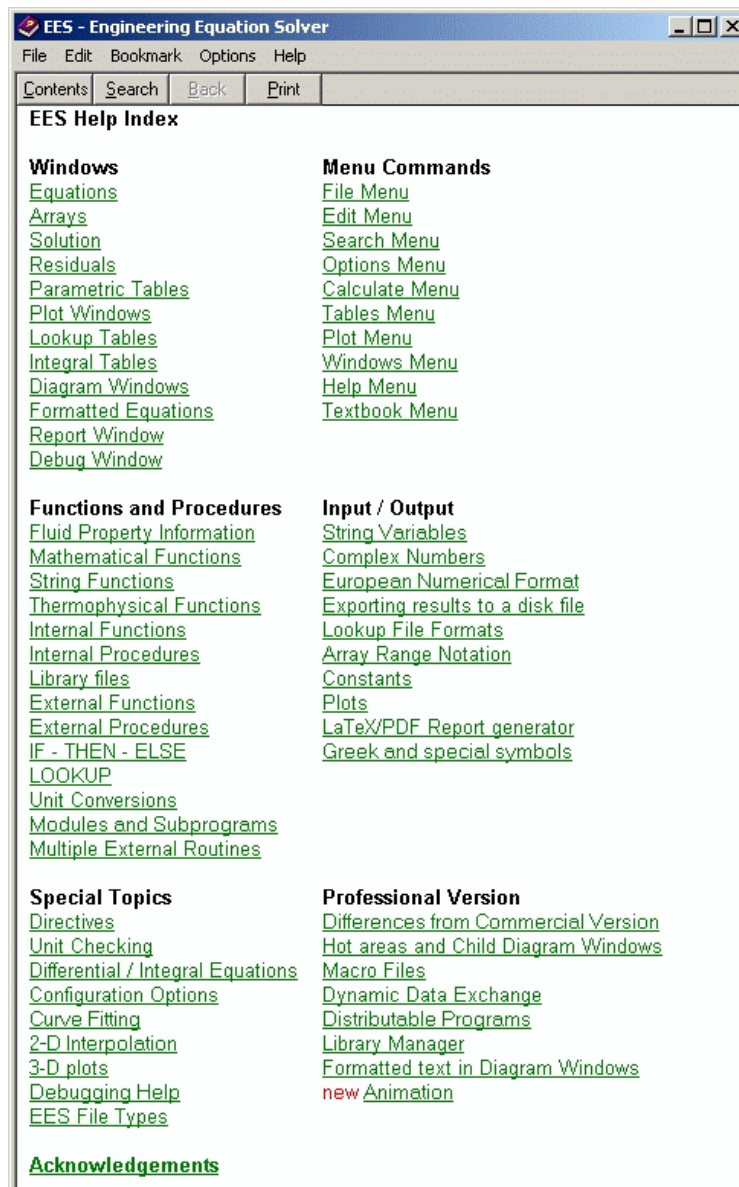 EES - Engineering Equation Solver
File Edit Bookmark Options Help
Contents Search Back Print
EES Help Index
Windows
Equations
Arrays
Solution
Residuals
Parametric Tables
Plot Windows
Lookup Tables
Integral Tables
Diagram Windows
Formatted Equations
Report Window
Debug Window
Menu Commands
File Menu
Edit Menu
Search Menu
Options Menu
Calculate Menu
Tables Menu
Plot Menu
Windows Menu
Help Menu
Textbook Menu
Functions and Procedures
Fluid Property Information
Mathematical Functions
String Functions
Thermophysical Functions
Internal Functions
Internal Procedures
Library files
External Functions
External Procedures
IF - THEN - ELSE
LOOKUP
Unit Conversions
Modules and Subprograms
Multiple External Routines
Input / Output
String Variables
Complex Numbers
European Numerical Format
Exporting results to a disk file
Lookup File Formats
Array Range Notation
Constants
Plots
LaTeX/PDF Report generator
Greek and special symbols
Special Topics
Directives
Unit Checking
Differential / Integral Equations
Configuration Options
Curve Fitting
2-D Interpolation
3-D plots
Debugging Help
EES File Types
Professional Version
Differences from Commercial Version
Hot areas and Child Diagram Windows
Macro Files
Dynamic Data Exchange
Distributable Programs
Library Manager
Formatted text in Diagram Windows
new Animation
Acknowledgements